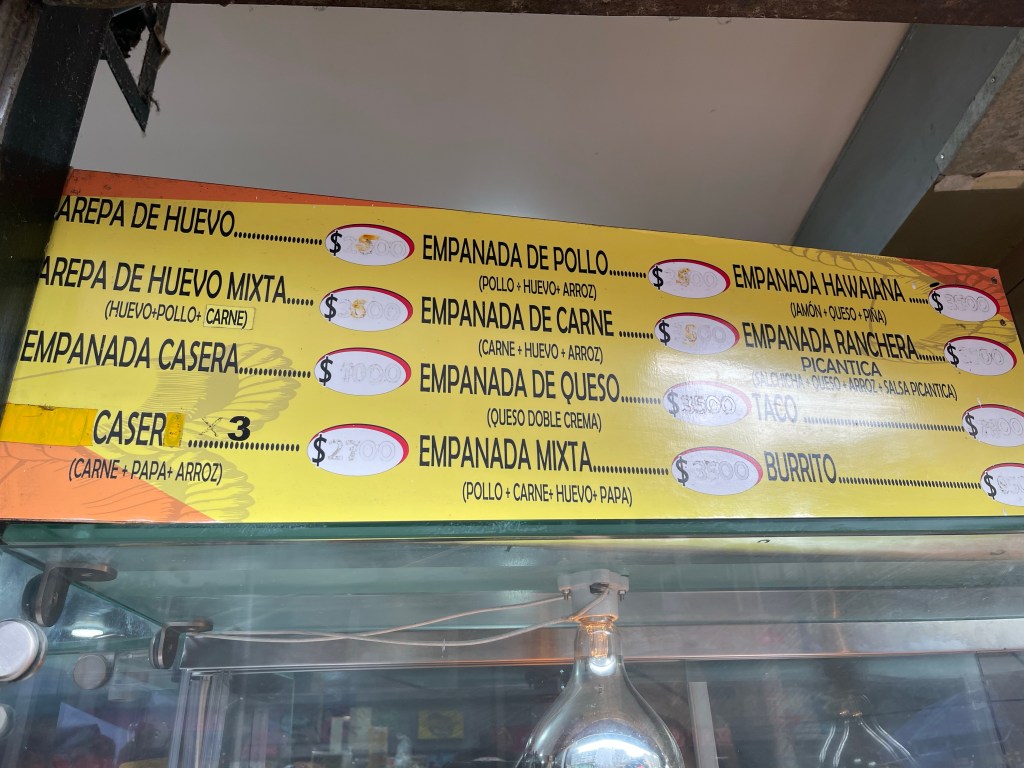 AREPA DE HUEVO..................
AREPA DE HUEVO MIXTA......
(HUEVO+POLLO+ CARNE)
EMPANADA CASERA............... $
CASER ............... 3 $2700
(CARNE + PAPA+ ARROZ)
EMPANADA DE POLLO......... $
(POLLO + HUEVO+ ARROZ)
EMPANADA DE CARNE ........ $
(CARNE + HUEVO + ARROZ)
EMPANADA DE QUESO......... $3500
(QUESO DOBLE CREMA)
EMPANADA MIXTA................ $3500
(POLLO + CARNE+ HUEVO+ PAPA)
EMPANADA HAWAIANA ..... $
(JAMÓN + QUESO + PIÑA)
EMPANADA RANCHERA........ $
PICANTICA
(SALCHICHA + QUESO + ARROZ + SALSA PICANTICA)
TACO .............................. $
BURRITO........................... $